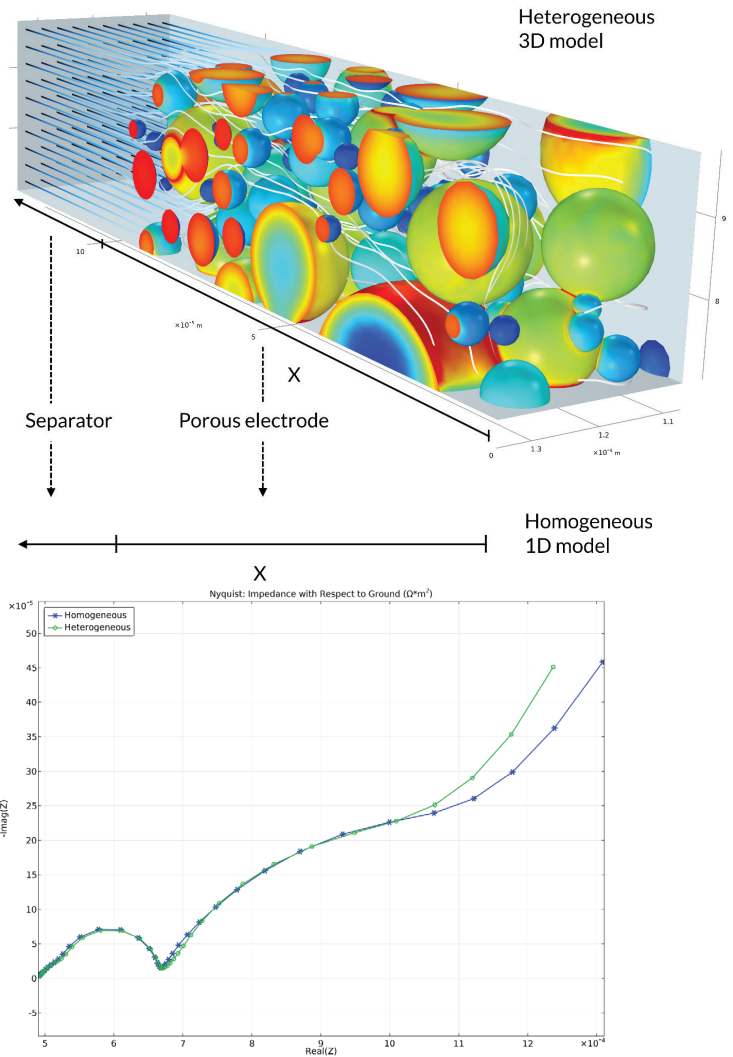 Heterogeneous
3D model
9
8
10
×10⁻⁵ m
5
X
0
1.3
1.2
×10⁻⁴ m
1.1
Separator
Porous electrode
Homogeneous
1D model
X
Nyquist: Impedance with Respect to Ground (Ω*m²)
×10⁻⁵
Homogeneous
Heterogeneous
50
45
40
35
30
25
20
15
10
5
0
-5
-Imag(Z)
5
6
7
8
9
10
11
12
×10⁻⁴
Real(Z)